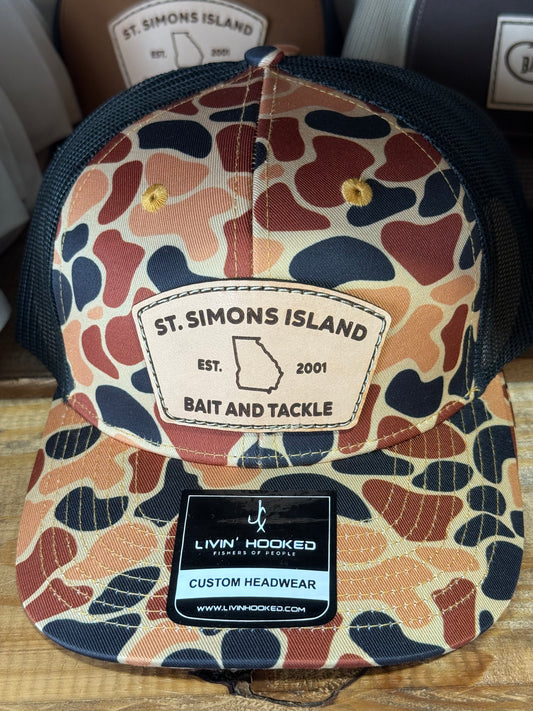 ST. SIMONS ISLAND
EST. 2001
ST. SIMONS ISLAND
EST. 2001
BAIT AND TACKLE
LIVIN' HOOKED
FISHERS OF PEOPLE
CUSTOM HEADWEAR
WWW.LIVINHOOKED.COM